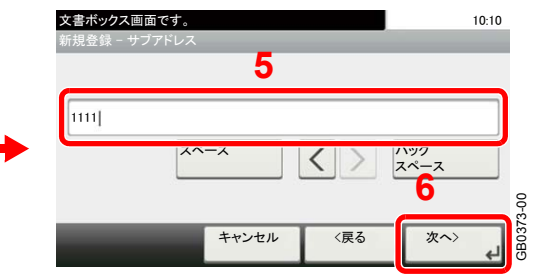 文書ボックス画面です。
10:10
新規登録 − サブアドレス
5
1111
スペース
<
>
バック
スペース
6
キャンセル
<戻る
次へ>
GB0373-00